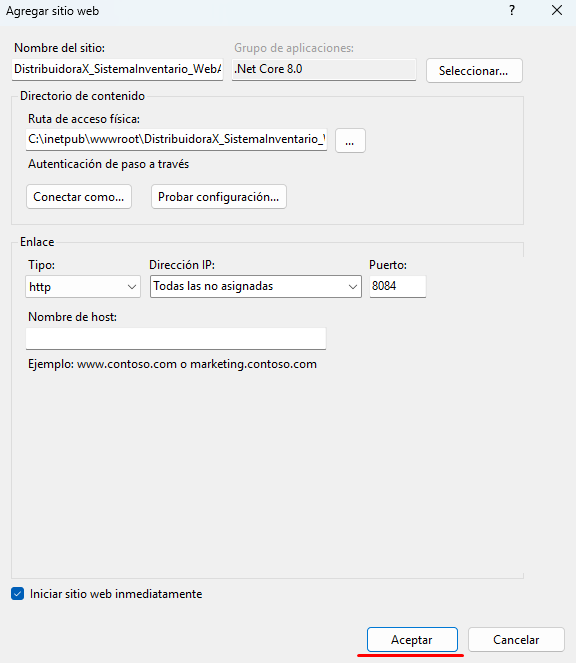 Agregar sitio web
?
Nombre del sitio:
Grupo de aplicaciones:
DistribuidoraX_SistemaInventario_WebA
.Net Core 8.0
Seleccionar...
Directorio de contenido
Ruta de acceso física:
C:\inetpub\wwwroot\DistribuidoraX_SistemaInventario_W
...
Autenticación de paso a través
Conectar como...
Probar configuración...
Enlace
Tipo:
Dirección IP:
Puerto:
http
Todas las no asignadas
8084
Nombre de host:
Ejemplo: www.contoso.com o marketing.contoso.com
Iniciar sitio web inmediatamente
Aceptar
Cancelar